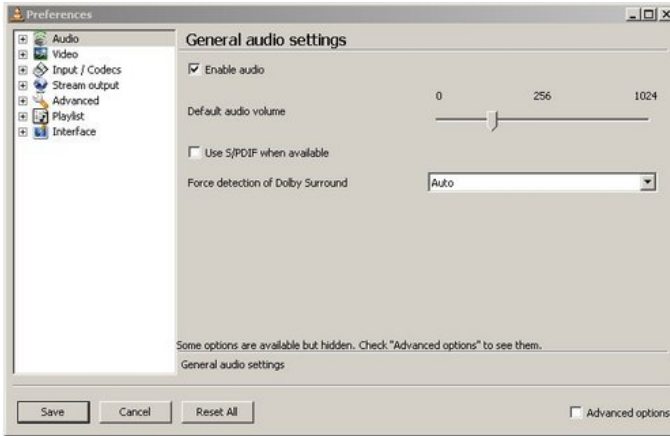 Preferences
Audio
Video
Input / Codecs
Stream output
Advanced
Playlist
Interface
General audio settings
Enable audio
Default audio volume
0 256 1024
Use S/PDIF when available
Force detection of Dolby Surround
Auto
Some options are available but hidden. Check "Advanced options" to see them.
General audio settings
Save Cancel Reset All Advanced options